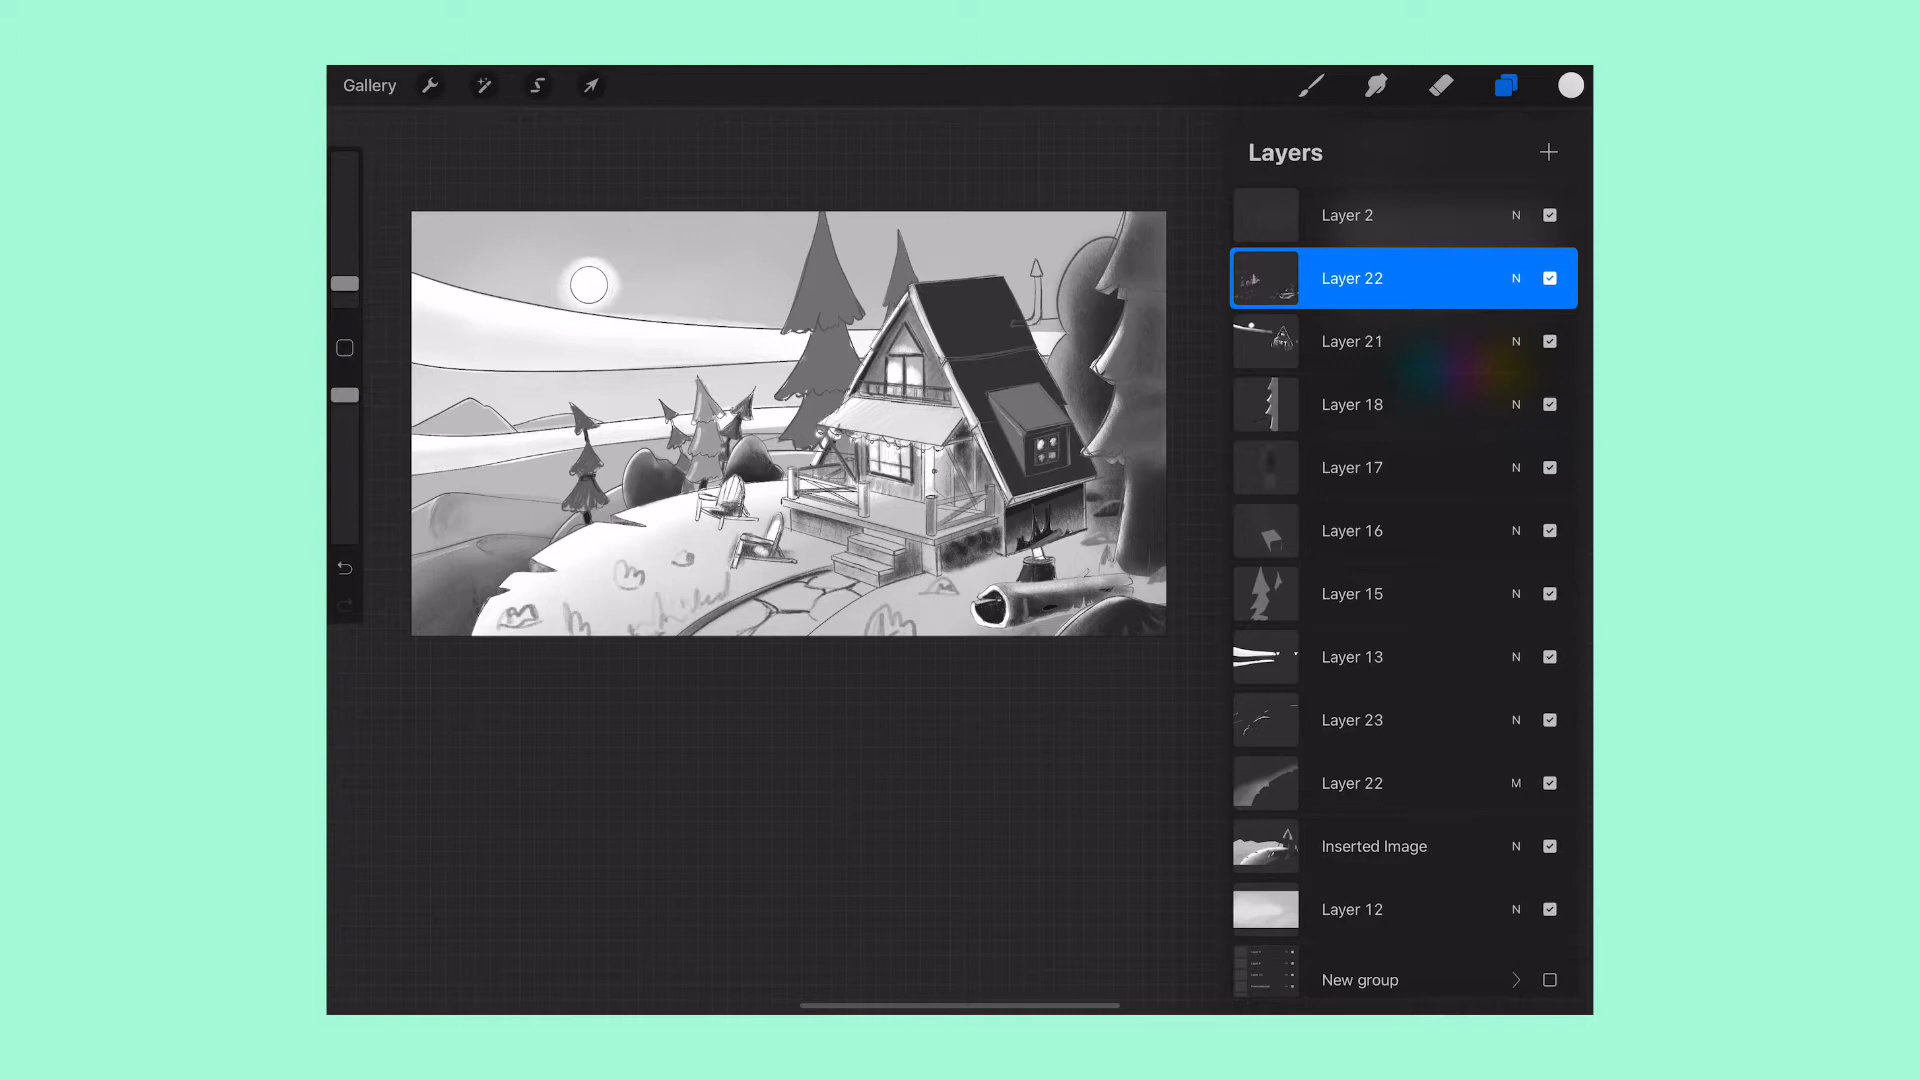 Gallery
Layers
Layer 2 N
Layer 22 N
Layer 21 N
Layer 18 N
Layer 17 N
Layer 16 N
Layer 15 N
Layer 13 N
Layer 23 N
Layer 22 M
Inserted Image N
Layer 12 N
New group